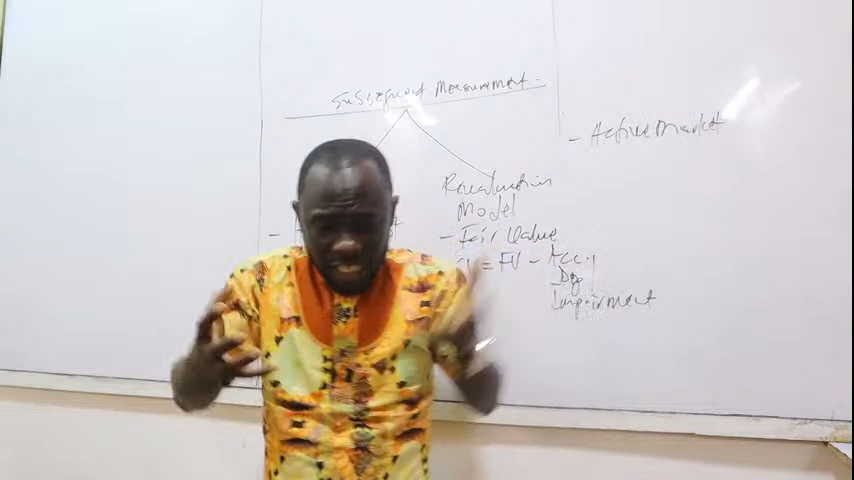 Subsequent Measurement
- Active Market
Revaluation
Model
- Fair Value
= FV - Acc.
Dep
Impairment